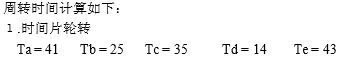 周转时间计算如下：
１.时间片轮转
Ta = 41 Tb = 25 Tc = 35 Td = 14 Te = 43